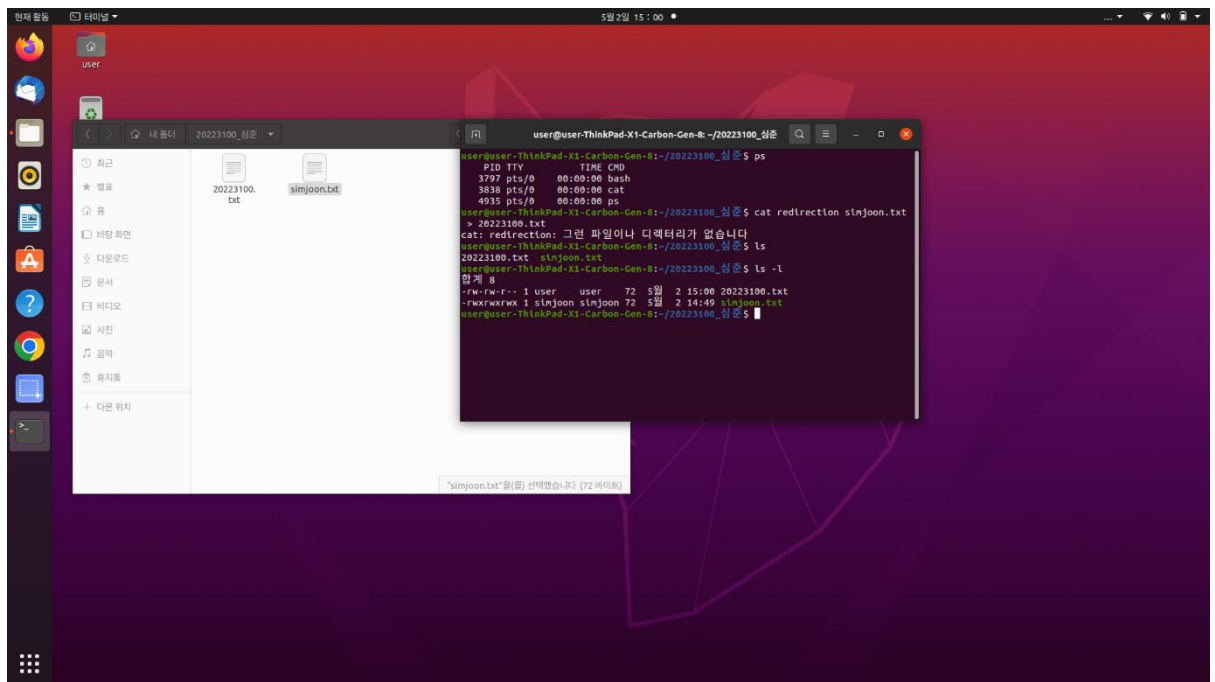 현재 활동
터미널
5월 2일 15 : 00
...
user
내 폴더
20223100_심준
최근
별표
홈
바탕 화면
다운로드
문서
비디오
사진
음악
휴지통
+ 다른 위치
20223100.
txt
simjoon.txt
"simjoon.txt"을(를) 선택했습니다 (72 바이트)
user@user-ThinkPad-X1-Carbon-Gen-8: ~/20223100_심준
user@user-ThinkPad-X1-Carbon-Gen-8:~/20223100_심준$ ps
PID TTY TIME CMD
3797 pts/0 00:00:00 bash
3838 pts/0 00:00:00 cat
4935 pts/0 00:00:00 ps
user@user-ThinkPad-X1-Carbon-Gen-8:~/20223100_심준$ cat redirection simjoon.txt
> 20223100.txt
cat: redirection: 그런 파일이나 디렉터리가 없습니다
user@user-ThinkPad-X1-Carbon-Gen-8:~/20223100_심준$ ls
20223100.txt simjoon.txt
user@user-ThinkPad-X1-Carbon-Gen-8:~/20223100_심준$ ls -l
합계 8
-rw-rw-r-- 1 user user 72 5월 2 15:00 20223100.txt
-rwxrwxrwx 1 simjoon simjoon 72 5월 2 14:49 simjoon.txt
user@user-ThinkPad-X1-Carbon-Gen-8:~/20223100_심준$